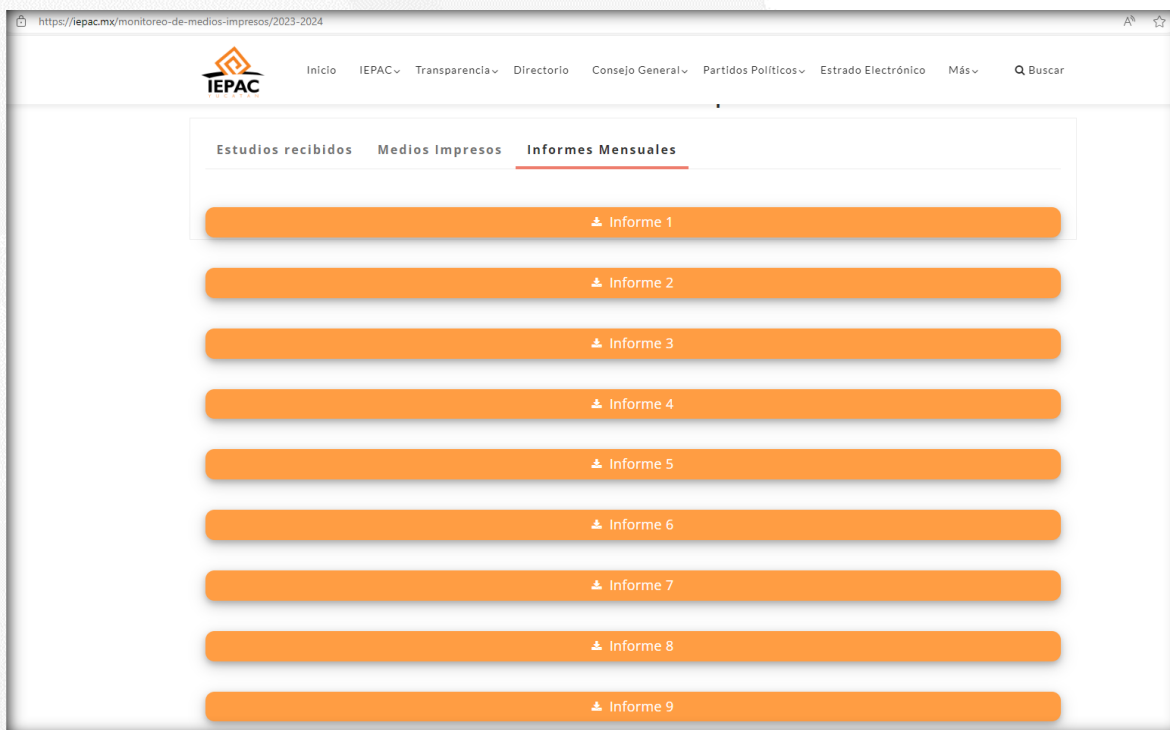 https://iepac.mx/monitoreo-de-medios-impresos/2023-2024
IEPAC
YUCATÁN
Inicio IEPAC Transparencia Directorio Consejo General Partidos Políticos Estrado Electrónico Más Buscar
Estudios recibidos Medios Impresos Informes Mensuales
Informe 1
Informe 2
Informe 3
Informe 4
Informe 5
Informe 6
Informe 7
Informe 8
Informe 9